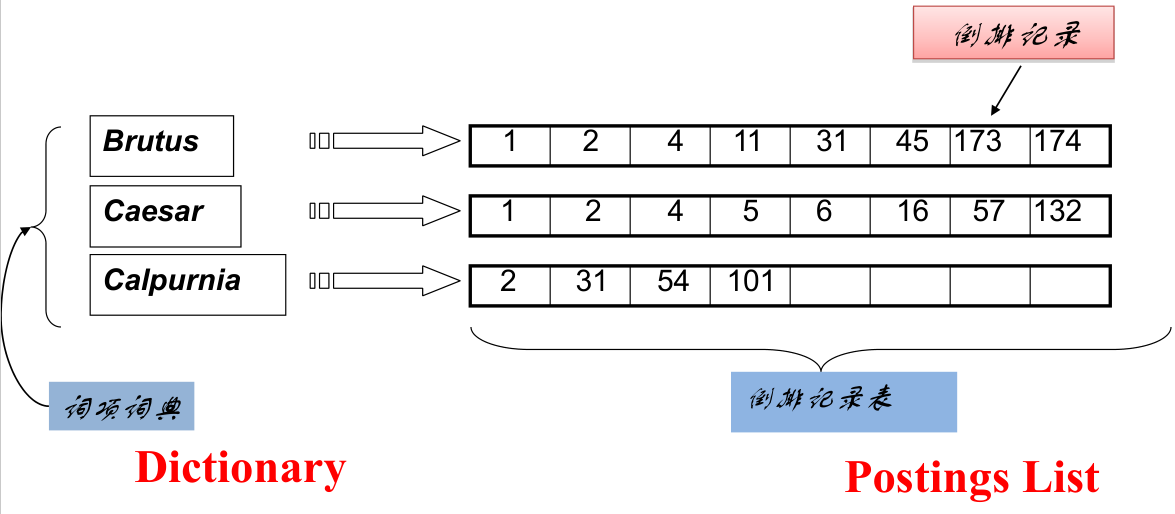 倒排记录
Brutus 1 2 4 11 31 45 173 174
Caesar 1 2 4 5 6 16 57 132
Calpurnia 2 31 54 101
词项词典 倒排记录表
Dictionary Postings List